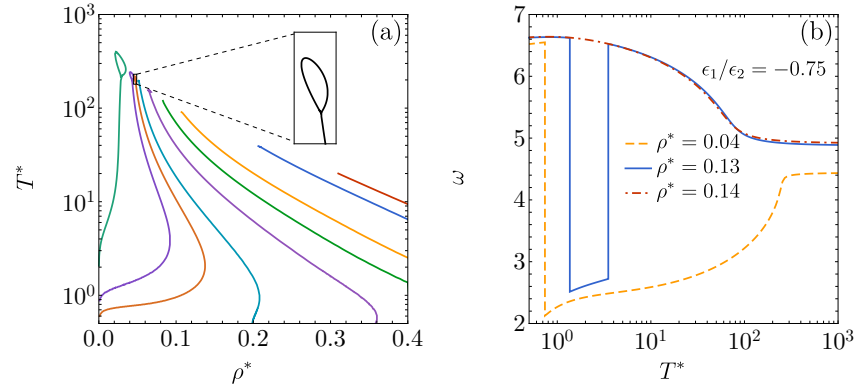 (a)
T*
10³
10²
10¹
10⁰
0.0 0.1 0.2 0.3 0.4
ρ*
(b)
ω
7
6
5
4
3
2
ϵ₁/ϵ₂ = −0.75
ρ* = 0.04
ρ* = 0.13
ρ* = 0.14
10⁰ 10¹ 10² 10³
T*